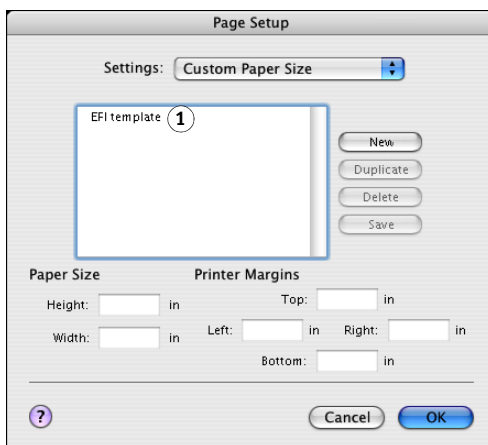 Page Setup
Settings: Custom Paper Size
EFI template 1
New
Duplicate
Delete
Save
Paper Size
Printer Margins
Height: in
Top: in
Width: in
Left: in Right: in
Bottom: in
?
Cancel
OK